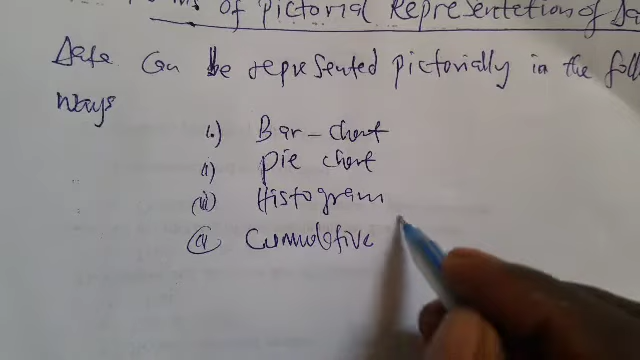 of Pictorial Representation of Da
Data Can be represented pictorially in the foll
ways
i.) Bar-chart
ii) Pie chart
(iii) Histogram
(iv) Cumulative